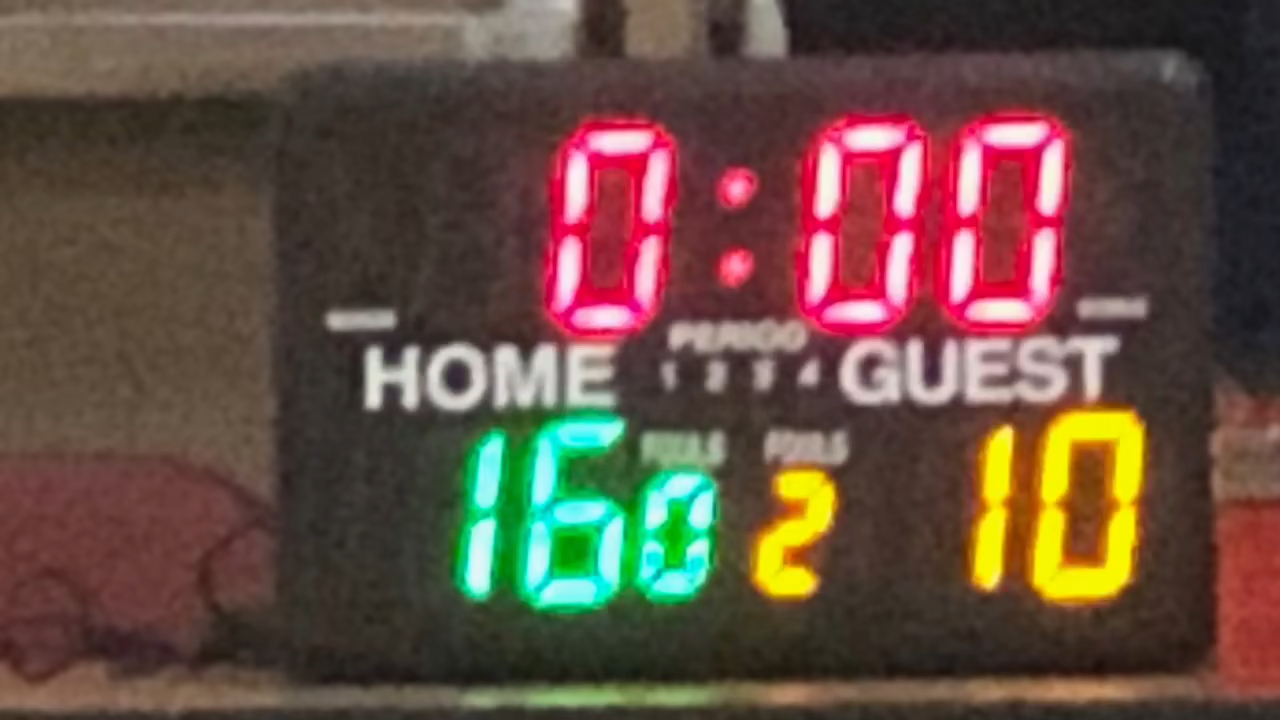 0:00
PERIOD
HOME 1 2 3 4 GUEST
FOULS FOULS
16 0 2 10